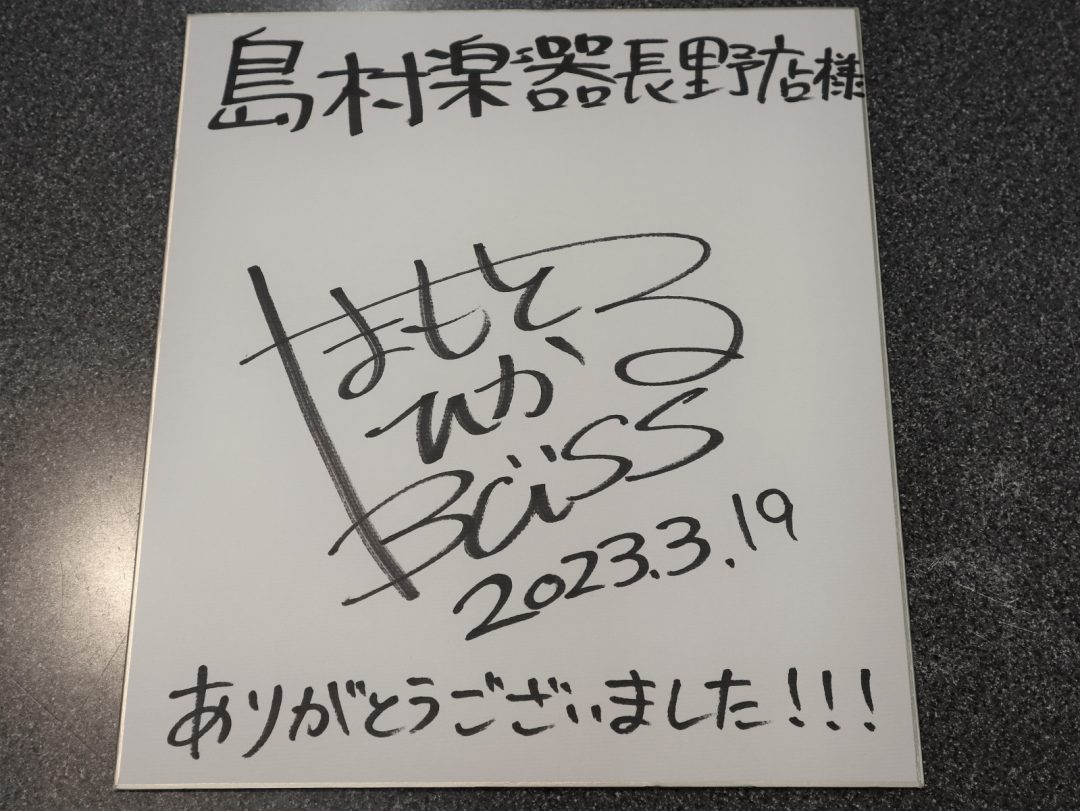 島村楽器長野店様
やまもと
ひかる
Bass
2023.3.19
ありがとうございました!!!